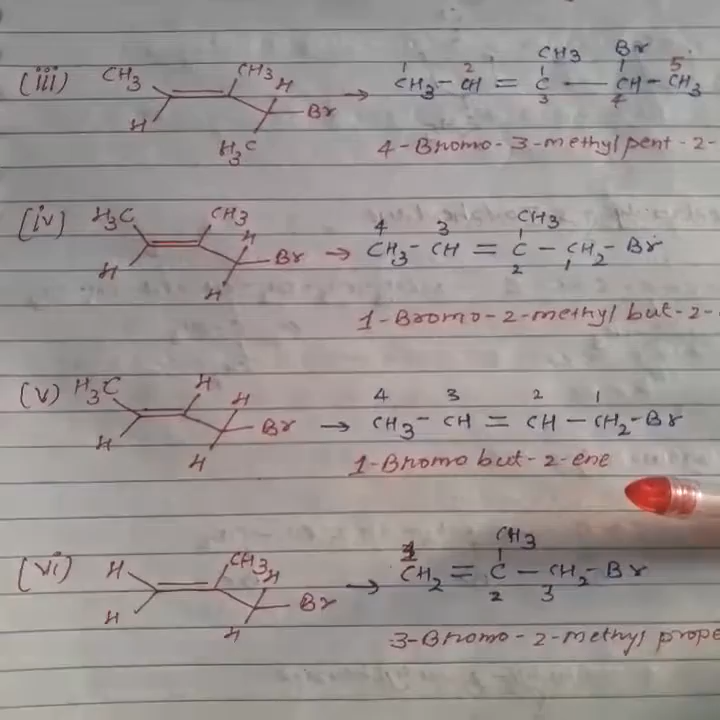 (iii) CH3 CH3 H Br H H3C → CH3 - CH = C - CH - CH3 CH3 Br 1 2 3 4 5
4-Bromo-3-methylpent-2-
(iv) H3C CH3 H Br H H → CH3 - CH = C - CH2 - Br CH3 4 3 2 1
1-Bromo-2-methyl but-2-
(v) H3C H H Br H H → CH3 - CH = CH - CH2 - Br 4 3 2 1
1-Bromo but-2-ene
(vi) H CH3 H Br H H → CH2 = C - CH2 - Br CH3 1 2 3
3-Bromo-2-methyl prope